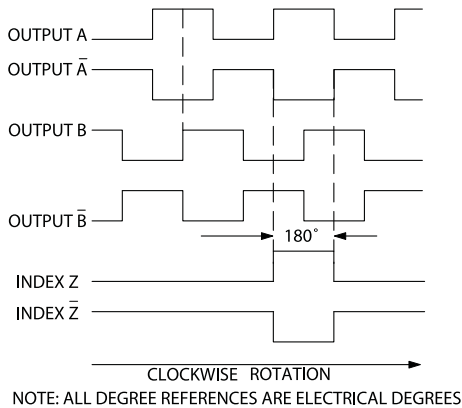 OUTPUT A
OUTPUT A̅
OUTPUT B
OUTPUT B̅
180°
INDEX Z
INDEX Z̅
CLOCKWISE ROTATION
NOTE: ALL DEGREE REFERENCES ARE ELECTRICAL DEGREES